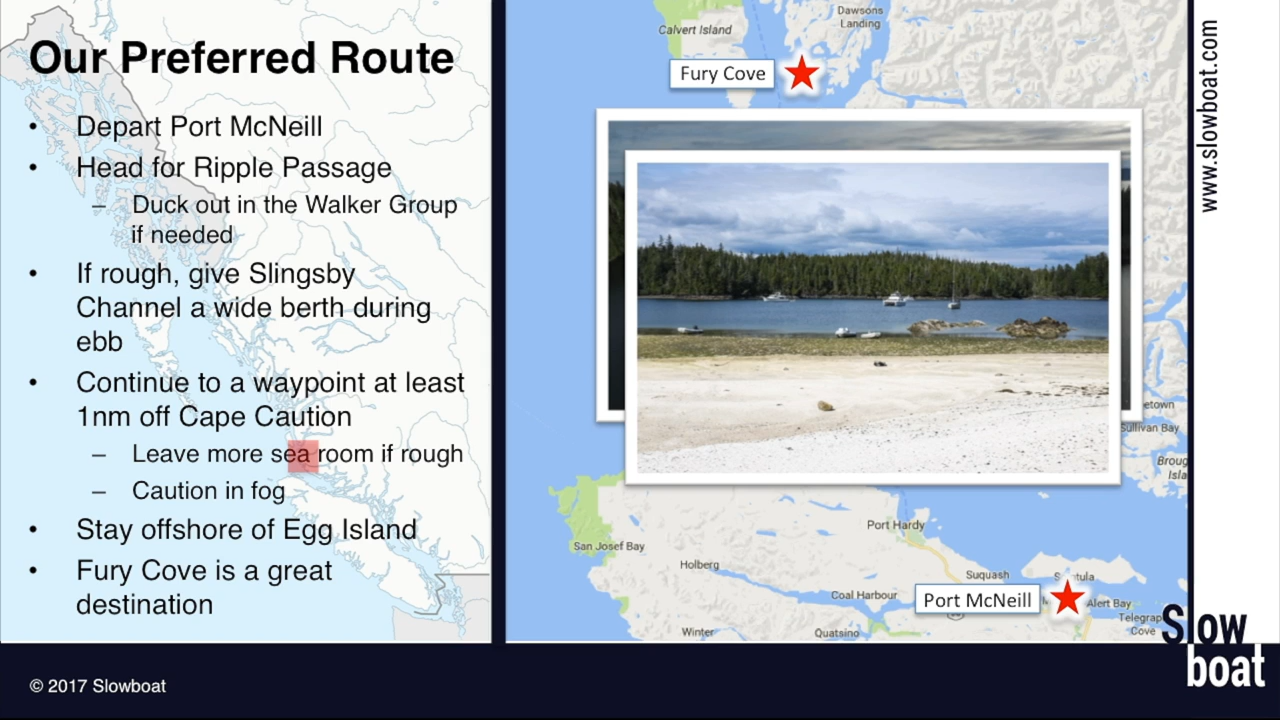 Our Preferred Route
• Depart Port McNeill
• Head for Ripple Passage
– Duck out in the Walker Group
if needed
• If rough, give Slingsby
Channel a wide berth during
ebb
• Continue to a waypoint at least
1nm off Cape Caution
– Leave more sea room if rough
– Caution in fog
• Stay offshore of Egg Island
• Fury Cove is a great
destination
Dawsons
Landing
Calvert Island
Fury Cove
Sullivan Bay
Port Hardy
San Josef Bay
Holberg
Suquash
Coal Harbour
Port McNeill
Alert Bay
Cove
Winter
Quatsino
www.slowboat.com
Slow
boat
© 2017 Slowboat